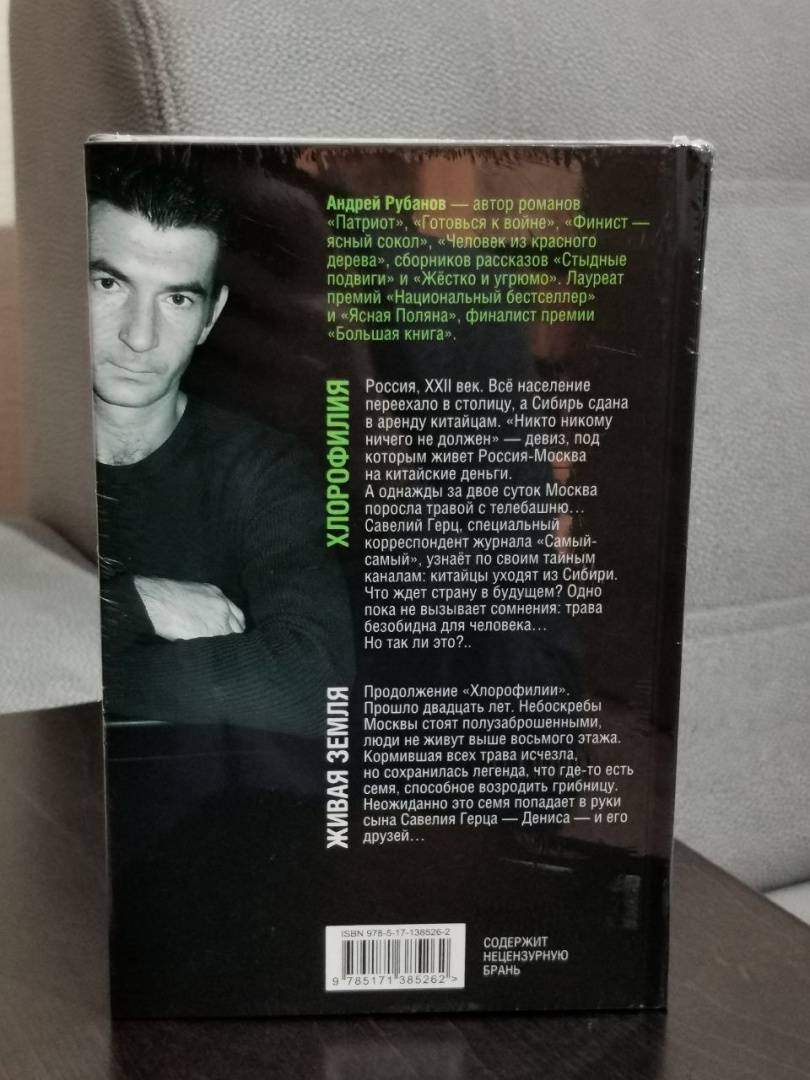 Андрей Рубанов — автор романов
«Патриот», «Готовься к войне», «Финист —
ясный сокол», «Человек из красного
дерева», сборников рассказов «Стыдные
подвиги» и «Жёстко и угрюмо». Лауреат
премий «Национальный бестселлер»
и «Ясная Поляна», финалист премии
«Большая книга».
ХЛОРОФИЛИЯ
Россия, XXII век. Всё население
переехало в столицу, а Сибирь сдана
в аренду китайцам. «Никто никому
ничего не должен» — девиз, под
которым живет Россия-Москва
на китайские деньги.
А однажды за двое суток Москва
поросла травой с телебашню...
Савелий Герц, специальный
корреспондент журнала «Самый-
самый», узнаёт по своим тайным
каналам: китайцы уходят из Сибири.
Что ждет страну в будущем? Одно
пока не вызывает сомнения: трава
безобидна для человека...
Но так ли это?..
ЖИВАЯ ЗЕМЛЯ
Продолжение «Хлорофилии».
Прошло двадцать лет. Небоскребы
Москвы стоят полузаброшенными,
люди не живут выше восьмого этажа.
Кормившая всех трава исчезла,
но сохранилась легенда, что где-то есть
семя, способное возродить грибницу.
Неожиданно это семя попадает в руки
сына Савелия Герца — Дениса — и его
друзей...
ISBN 978-5-17-138526-2
9 785171 385262 >
СОДЕРЖИТ
НЕЦЕНЗУРНУЮ
БРАНЬ